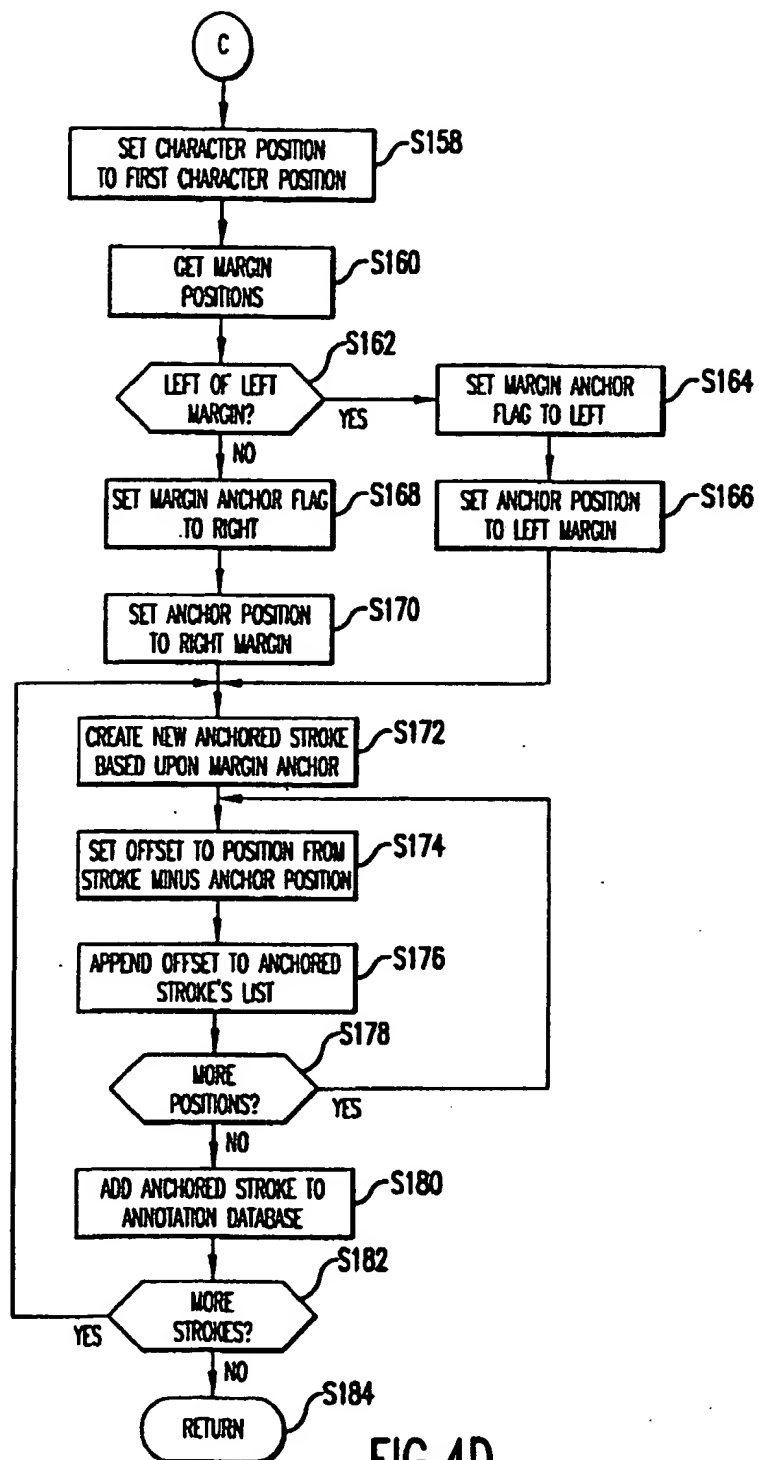 C
SET CHARACTER POSITION
TO FIRST CHARACTER POSITION
S158
GET MARGIN
POSITIONS
S160
LEFT OF LEFT
MARGIN?
S162
YES
NO
SET MARGIN ANCHOR
FLAG TO LEFT
S164
SET MARGIN ANCHOR FLAG
TO RIGHT
S168
SET ANCHOR POSITION
TO LEFT MARGIN
S166
SET ANCHOR POSITION
TO RIGHT MARGIN
S170
CREATE NEW ANCHORED STROKE
BASED UPON MARGIN ANCHOR
S172
SET OFFSET TO POSITION FROM
STROKE MINUS ANCHOR POSITION
S174
APPEND OFFSET TO ANCHORED
STROKE'S LIST
S176
MORE
POSITIONS?
S178
YES
NO
ADD ANCHORED STROKE TO
ANNOTATION DATABASE
S180
MORE
STROKES?
S182
YES
NO
RETURN
S184
FIG.4D